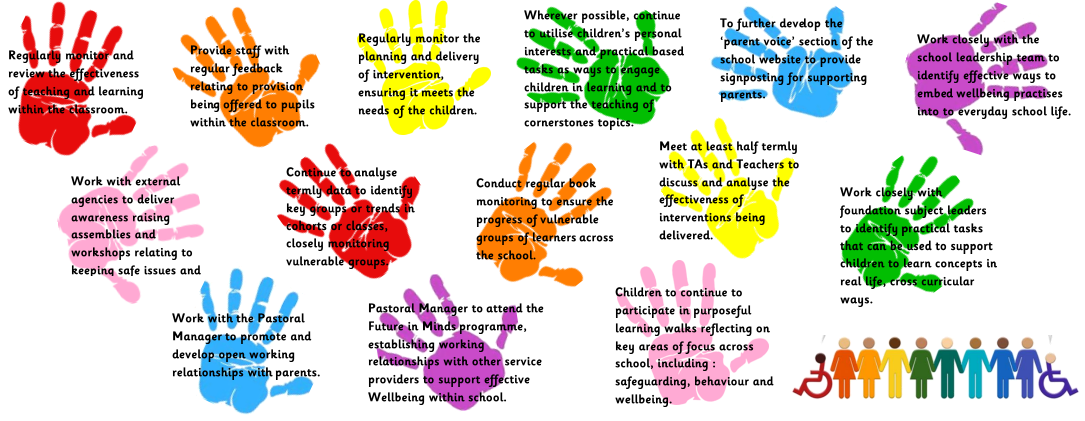 Regularly monitor and
review the effectiveness
of teaching and learning
within the classroom.
Provide staff with
regular feedback
relating to provision
being offered to pupils
within the classroom.
Regularly monitor the
planning and delivery
of intervention,
ensuring it meets the
needs of the children.
Wherever possible, continue
to utilise children's personal
interests and practical based
tasks as ways to engage
children in learning and to
support the teaching of
cornerstones topics.
To further develop the
'parent voice' section of the
school website to provide
signposting for supporting
parents.
Work closely with the
school leadership team to
identify effective ways to
embed wellbeing practises
into to everyday school life.
Work with external
agencies to deliver
awareness raising
assemblies and
workshops relating to
keeping safe issues and
Continue to analyse
termly data to identify
key groups or trends in
cohorts or classes,
closely monitoring
vulnerable groups.
Conduct regular book
monitoring to ensure the
progress of vulnerable
groups of learners across
the school.
Meet at least half termly
with TAs and Teachers to
discuss and analyse the
effectiveness of
interventions being
delivered.
Work closely with
foundation subject leaders
to identify practical tasks
that can be used to support
children to learn concepts in
real life, cross curricular
ways.
Work with the Pastoral
Manager to promote and
develop open working
relationships with parents.
Pastoral Manager to attend the
Future in Minds programme,
establishing working
relationships with other service
providers to support effective
Wellbeing within school.
Children to continue to
participate in purposeful
learning walks reflecting on
key areas of focus across
school, including :
safeguarding, behaviour and
wellbeing.